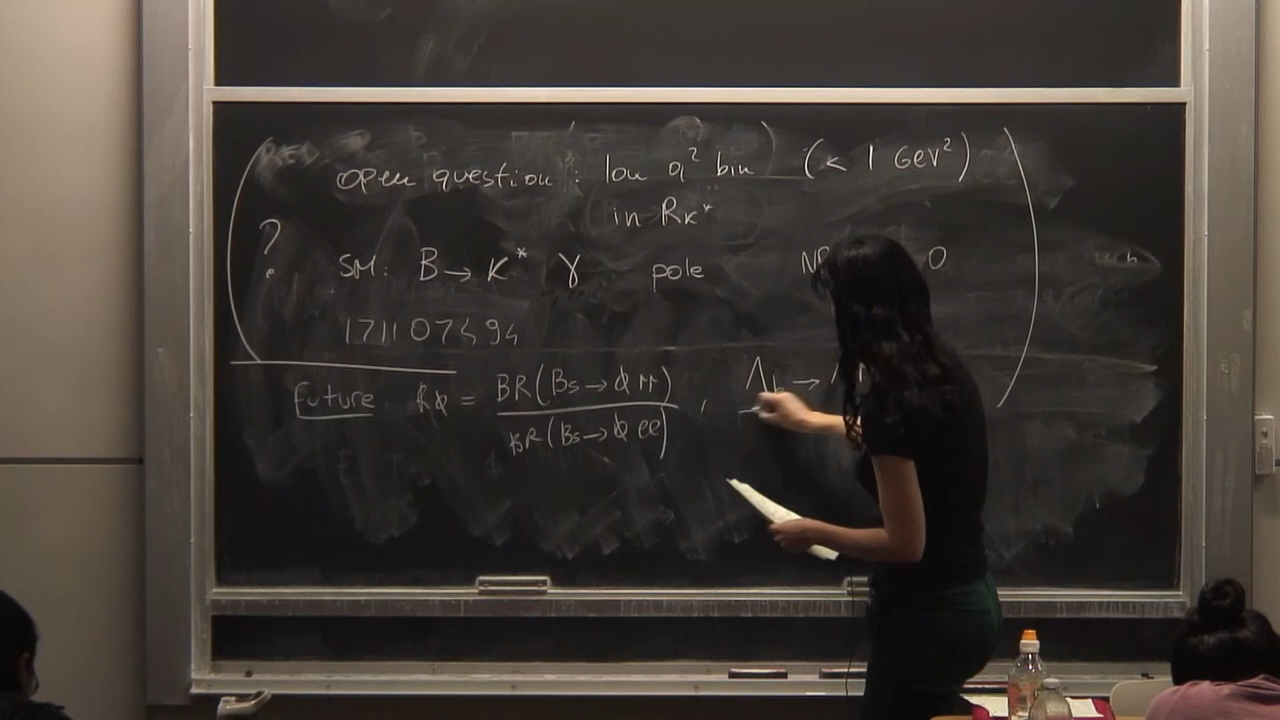 open question : low q² bin (< 1 GeV²)
in RK*
? SM: B → K* γ pole 0
1711 07494
Future Rϕ = BR(Bs → ϕ μμ) , Λb → Λ
BR(Bs → ϕ ee)